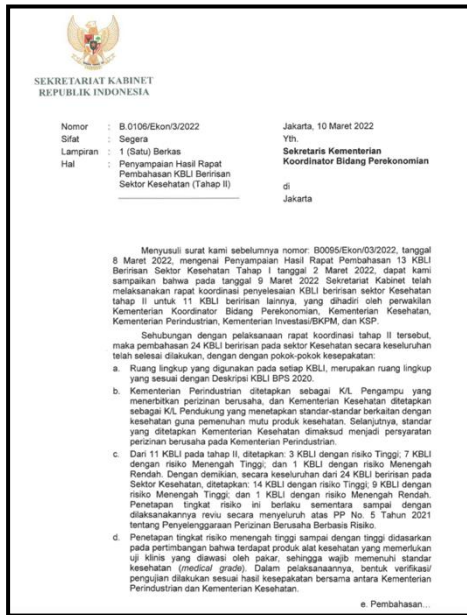 SEKRETARIAT KABINET
REPUBLIK INDONESIA
Nomor : B.0106/Ekon/3/2022
Jakarta, 10 Maret 2022
Sifat : Segera
Yth.
Lampiran : 1 (Satu) Berkas
Sekretaris Kementerian
Hal : Penyampaian Hasil Rapat
Koordinator Bidang Perekonomian
Pembahasan KBLI Beririsan
Sektor Kesehatan (Tahap II)
di
Jakarta
Menyusuli surat kami sebelumnya nomor: B0095/Ekon/03/2022, tanggal
8 Maret 2022, mengenai Penyampaian Hasil Rapat Pembahasan 13 KBLI
Beririsan Sektor Kesehatan Tahap I tanggal 2 Maret 2022, dapat kami
sampaikan bahwa pada tanggal 9 Maret 2022 Sekretariat Kabinet telah
melaksanakan rapat koordinasi penyelesaian KBLI beririsan sektor kesehatan
tahap II untuk 11 KBLI beririsan lainnya, yang dihadiri oleh perwakilan
Kementerian Koordinator Bidang Perekonomian, Kementerian Kesehatan,
Kementerian Perindustrian, Kementerian Investasi/BKPM, dan KSP.
Sehubungan dengan pelaksanaan rapat koordinasi tahap II tersebut,
maka pembahasan 24 KBLI beririsan pada sektor Kesehatan secara keseluruhan
telah selesai dilakukan, dengan dengan pokok-pokok kesepakatan:
a. Ruang lingkup yang digunakan pada setiap KBLI, merupakan ruang lingkup
yang sesuai dengan Deskripsi KBLI BPS 2020.
b. Kementerian Perindustrian ditetapkan sebagai K/L Pengampu yang
menerbitkan perizinan berusaha, dan Kementerian Kesehatan ditetapkan
sebagai K/L Pendukung yang menetapkan standar-standar berkaitan dengan
kesehatan guna pemenuhan mutu produk kesehatan. Selanjutnya, standar
yang ditetapkan Kementerian Kesehatan dimaksud menjadi persyaratan
perizinan berusaha pada Kementerian Perindustrian.
c. Dari 11 KBLI pada tahap II, ditetapkan: 3 KBLI dengan risiko Tinggi; 7 KBLI
dengan risiko Menengah Tinggi; dan 1 KBLI dengan risiko Menengah
Rendah. Dengan demikian, secara keseluruhan dari 24 KBLI beririsan pada
Sektor Kesehatan, ditetapkan: 14 KBLI dengan risiko Tinggi; 9 KBLI dengan
risiko Menengah Tinggi; dan 1 KBLI dengan risiko Menengah Rendah.
Penetapan tingkat risiko ini berlaku sementara sampai dengan
dilaksanakannya reviu secara menyeluruh atas PP No. 5 Tahun 2021
tentang Penyelenggaraan Perizinan Berusaha Berbasis Risiko.
d. Penetapan tingkat risiko menengah tinggi sampai dengan tinggi didasarkan
pada pertimbangan bahwa terdapat produk alat kesehatan yang memerlukan
uji klinis yang diawasi oleh pakar, sehingga wajib memenuhi standar
kesehatan (medical grade). Dalam pelaksanaannya, bentuk verifikasi/
pengujian dilakukan sesuai hasil kesepakatan bersama antara Kementerian
Perindustrian dan Kementerian Kesehatan.
e. Pembahasan...